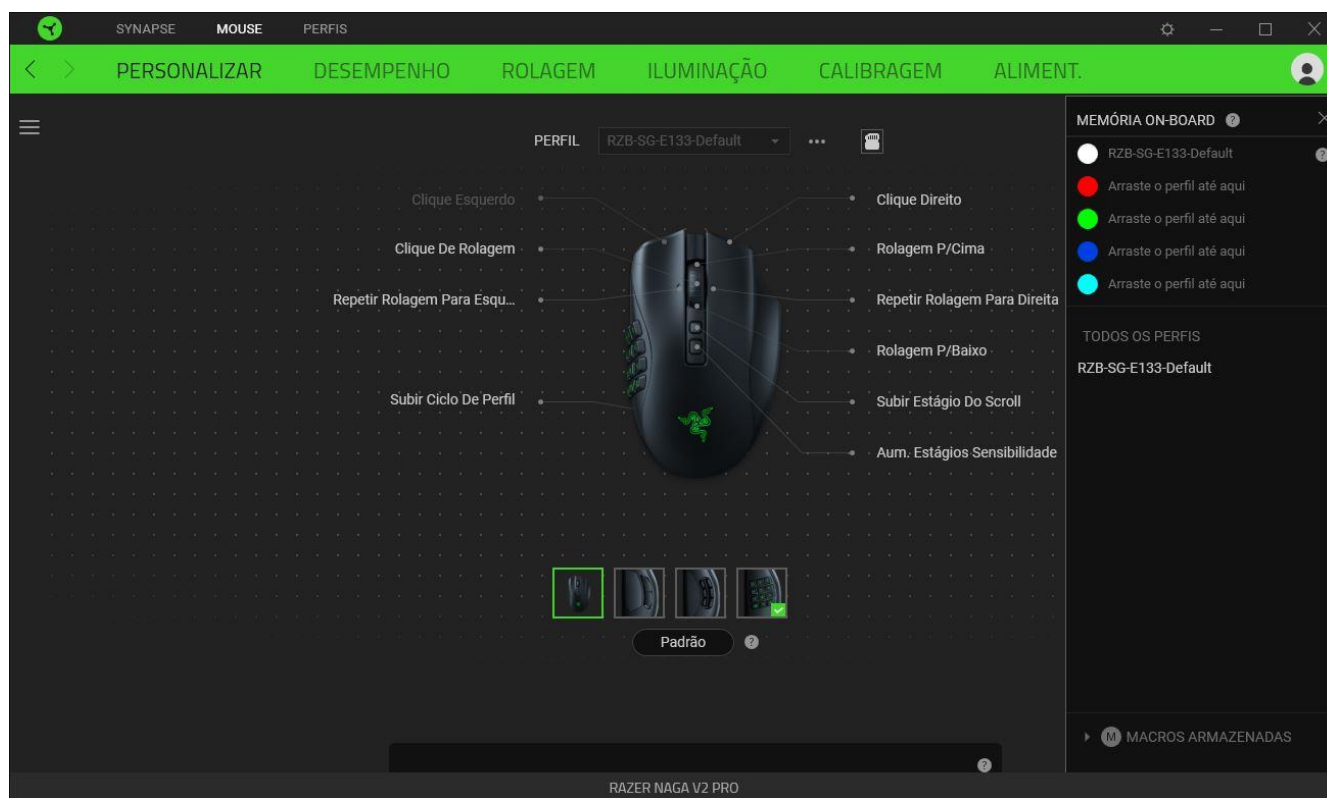 SYNAPSE MOUSE PERFIS
PERSONALIZAR DESEMPENHO ROLAGEM ILUMINAÇÃO CALIBRAGEM ALIMENT.
PERFIL RZB-SG-E133-Default
Clique Esquerdo Clique Direito
Clique De Rolagem Rolagem P/Cima
Repetir Rolagem Para Esqu... Repetir Rolagem Para Direita
Rolagem P/Baixo
Subir Ciclo De Perfil Subir Estágio Do Scroll
Aum. Estágios Sensibilidade
Padrão ?
MEMÓRIA ON-BOARD ?
RZB-SG-E133-Default ?
Arraste o perfil até aqui
Arraste o perfil até aqui
Arraste o perfil até aqui
Arraste o perfil até aqui
TODOS OS PERFIS
RZB-SG-E133-Default
M MACROS ARMAZENADAS
?
RAZER NAGA V2 PRO